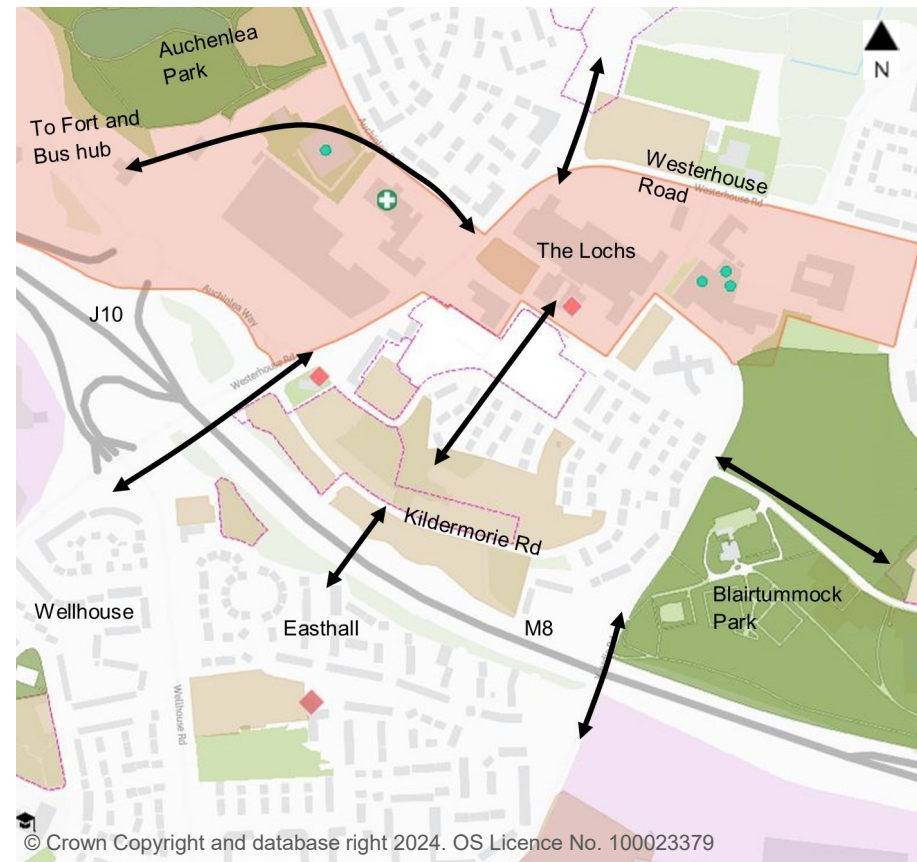 Auchenlea
Park
N
To Fort and
Bus hub
Westerhouse
Road
Westerhouse Rd
The Lochs
Auchinlea Way
J10
Westerhouse Rd
Kildermorie Rd
Blairtummock
Park
Wellhouse
Easthall
M8
Wellhouse Rd
© Crown Copyright and database right 2024. OS Licence No. 100023379